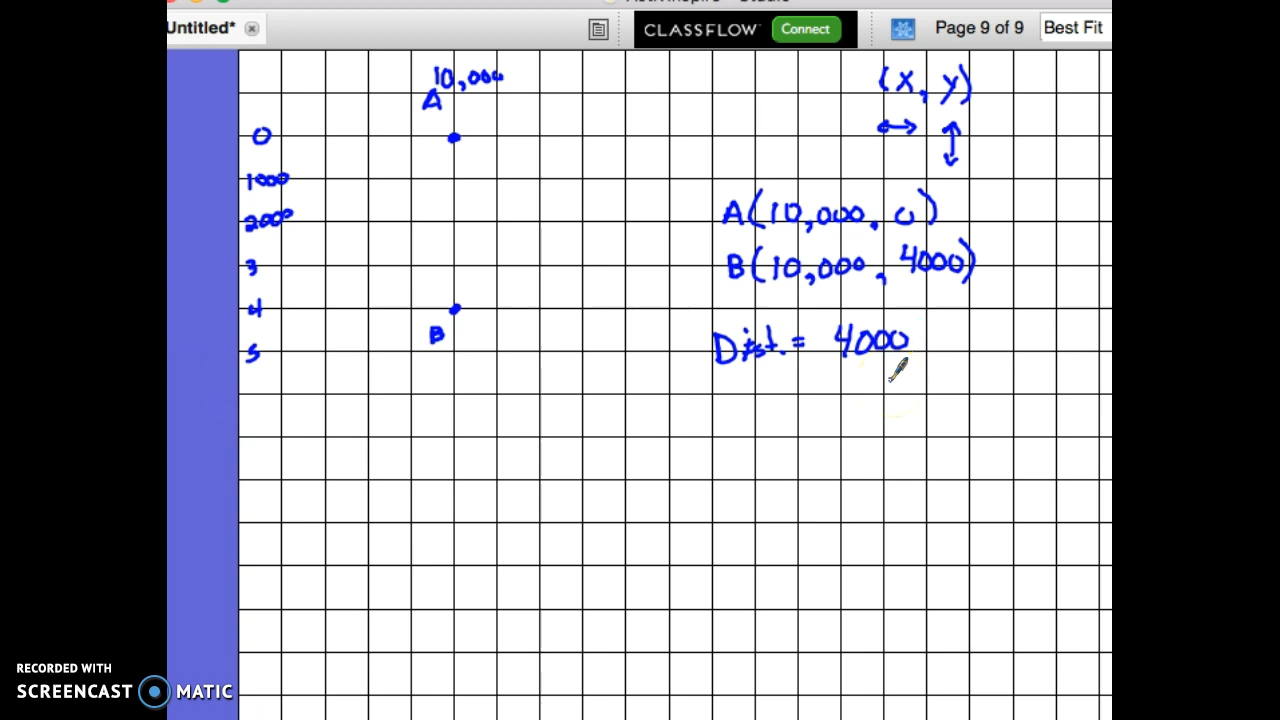 Untitled*
CLASSFLOW Connect
Page 9 of 9
Best Fit
10,000
A
(x, y)
0
1000
2000
3
4
5
B
A(10,000, 0)
B(10,000, 4000)
Dist. = 4000
RECORDED WITH
SCREENCAST MATIC